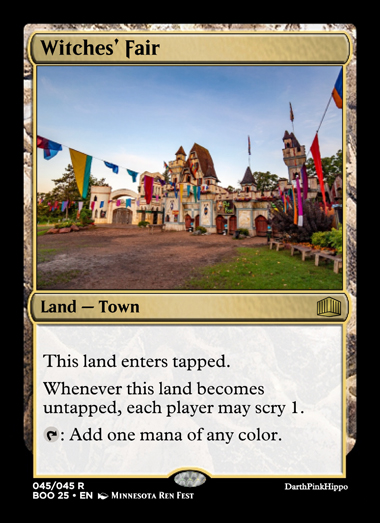 Witches' Fair
Land — Town
This land enters tapped.
Whenever this land becomes
untapped, each player may scry 1.
: Add one mana of any color.
045/045 R
BOO 25 • EN Minnesota Ren Fest
DarthPinkHippo